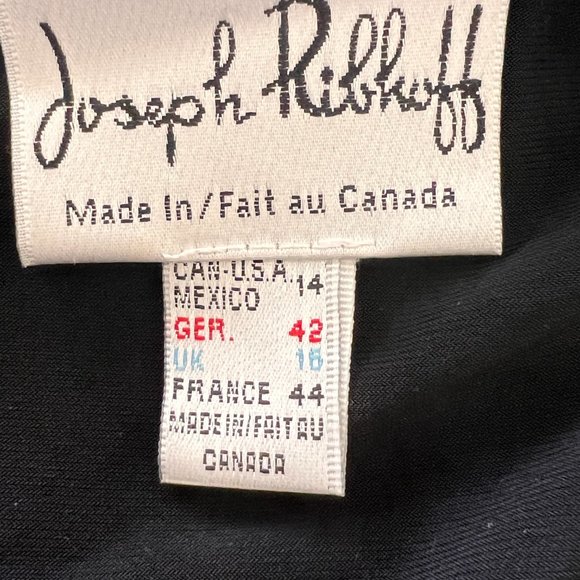 Joseph Ribkoff
Made In/Fait au Canada
CAN-U.S.A. 14
MEXICO
GER. 42
UK 16
FRANCE 44
MADE IN/FAIT AU
CANADA